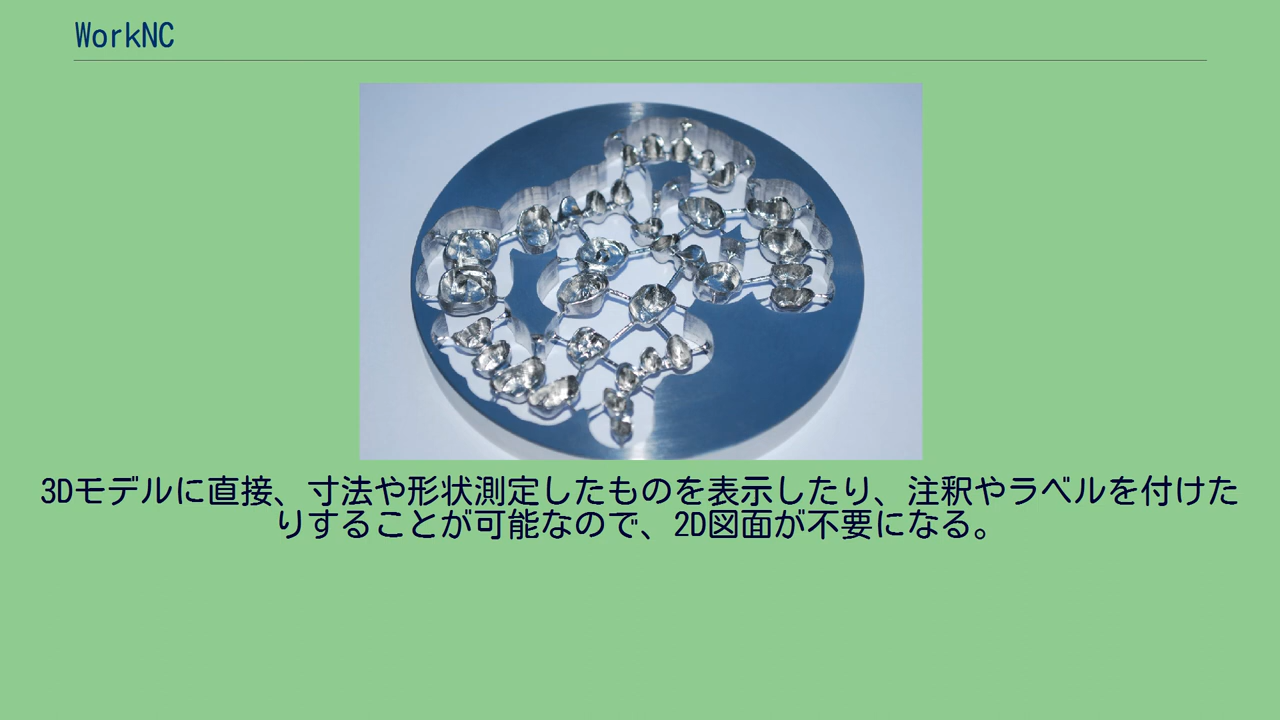 WorkNC
3Dモデルに直接、寸法や形状測定したものを表示したり、注釈やラベルを付けた
りすることが可能なので、2D図面が不要になる。